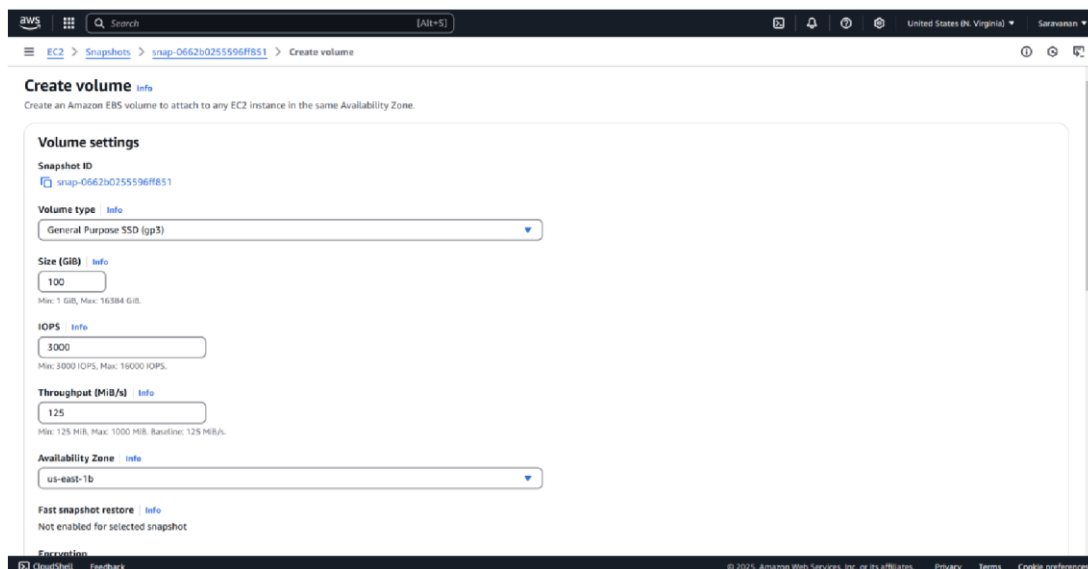 aws
Search [Alt+S] United States (N. Virginia) Saravanan
EC2 > Snapshots > snap-0662b0255596ff851 > Create volume
Create volume Info
Create an Amazon EBS volume to attach to any EC2 instance in the same Availability Zone.
Volume settings
Snapshot ID
snap-0662b0255596ff851
Volume type Info
General Purpose SSD (gp3)
Size (GiB) Info
100
Min: 1 GiB, Max: 16384 GiB.
IOPS Info
3000
Min: 3000 IOPS, Max: 16000 IOPS.
Throughput (MiB/s) Info
125
Min: 125 MiB, Max: 1000 MiB. Baseline: 125 MiB/s.
Availability Zone Info
us-east-1b
Fast snapshot restore Info
Not enabled for selected snapshot
Encryption
CloudShell Feedback © 2025, Amazon Web Services, Inc. or its affiliates. Privacy Terms Cookie preferences